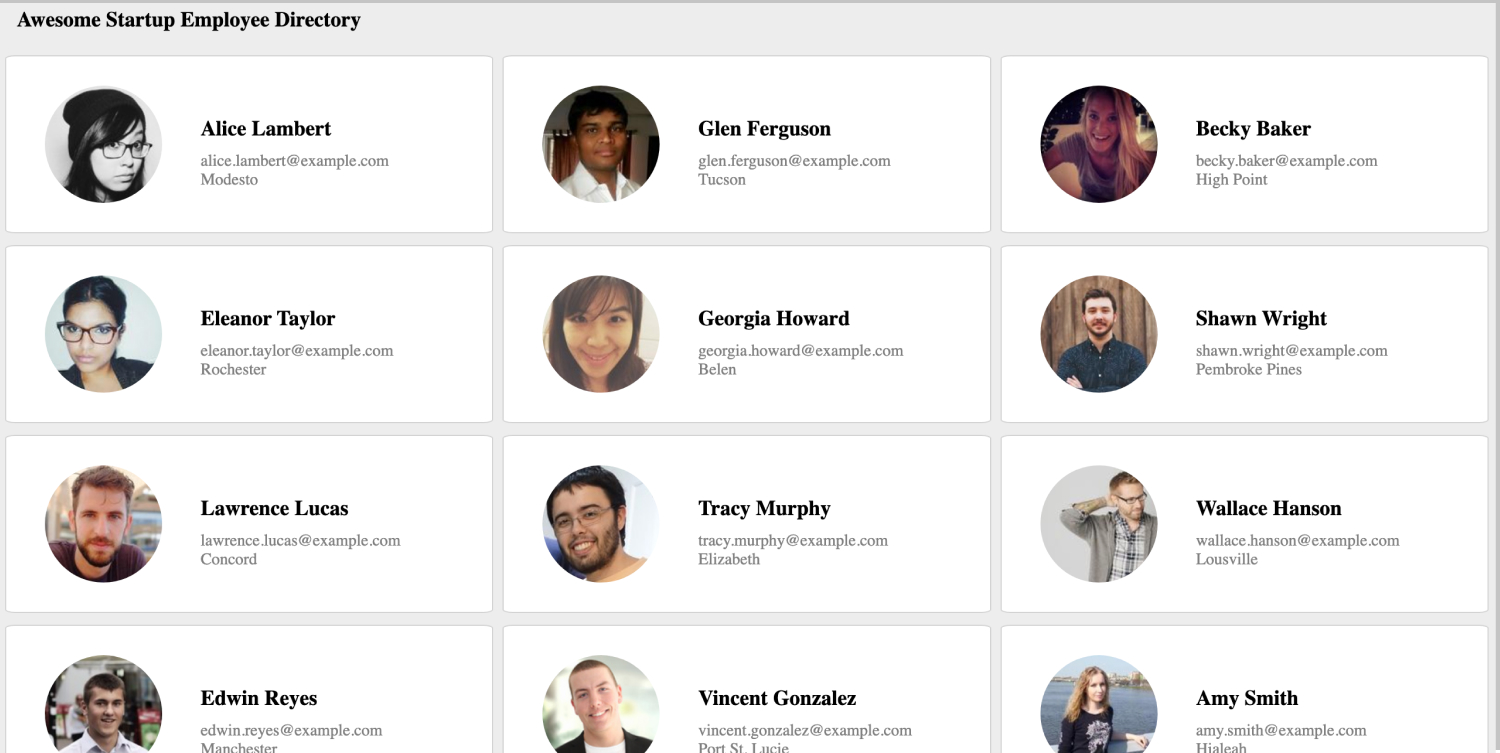 Awesome Startup Employee Directory
Alice Lambert
alice.lambert@example.com
Modesto
Glen Ferguson
glen.ferguson@example.com
Tucson
Becky Baker
becky.baker@example.com
High Point
Eleanor Taylor
eleanor.taylor@example.com
Rochester
Georgia Howard
georgia.howard@example.com
Belen
Shawn Wright
shawn.wright@example.com
Pembroke Pines
Lawrence Lucas
lawrence.lucas@example.com
Concord
Tracy Murphy
tracy.murphy@example.com
Elizabeth
Wallace Hanson
wallace.hanson@example.com
Lousville
Edwin Reyes
edwin.reyes@example.com
Manchester
Vincent Gonzalez
vincent.gonzalez@example.com
Port St. Lucie
Amy Smith
amy.smith@example.com
Hialeah